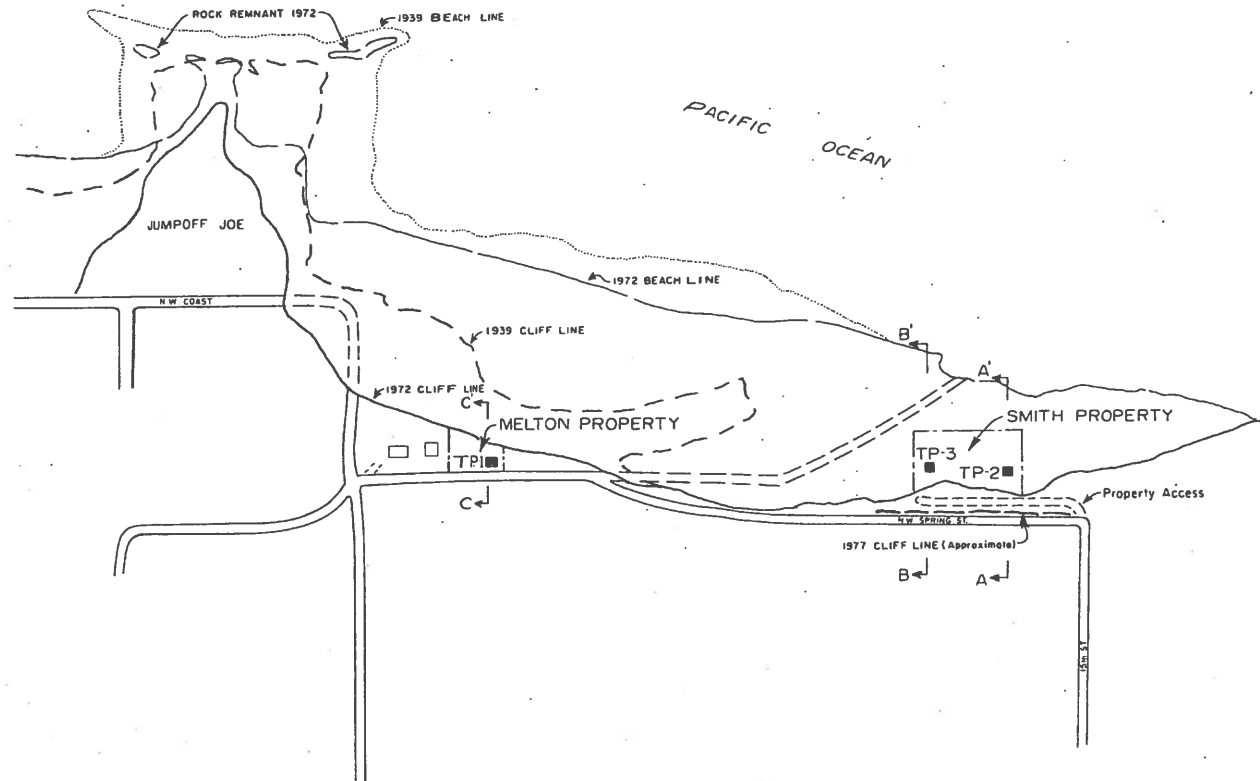 ROCK REMNANT 1972
1939 BEACH LINE
PACIFIC
OCEAN
JUMPOFF JOE
1972 BEACH LINE
N W COAST
1939 CLIFF LINE
B'
A'
1972 CLIFF LINE
C'
MELTON PROPERTY
SMITH PROPERTY
TP-1
TP-3
TP-2
Property Access
C
N.W. SPRING ST.
1977 CLIFF LINE (Approximate)
B
A
15TH ST